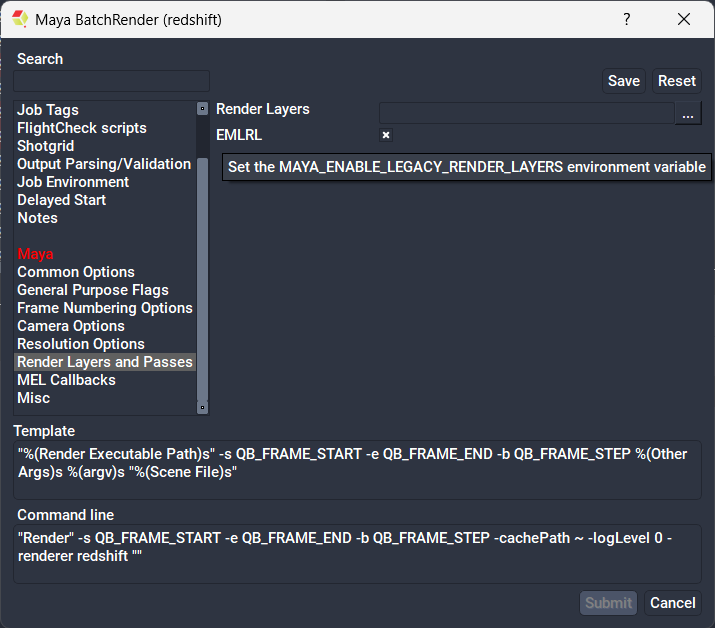 Maya BatchRender (redshift)
?
Search
Save
Reset
Job Tags
FlightCheck scripts
Shotgrid
Output Parsing/Validation
Job Environment
Delayed Start
Notes
Maya
Common Options
General Purpose Flags
Frame Numbering Options
Camera Options
Resolution Options
Render Layers and Passes
MEL Callbacks
Misc
Render Layers
...
EMLRL
Set the MAYA_ENABLE_LEGACY_RENDER_LAYERS environment variable
Template
"%(Render Executable Path)s" -s QB_FRAME_START -e QB_FRAME_END -b QB_FRAME_STEP %(Other
Args)s %(argv)s "%(Scene File)s"
Command line
"Render" -s QB_FRAME_START -e QB_FRAME_END -b QB_FRAME_STEP -cachePath ~ -logLevel 0 -
renderer redshift ""
Submit
Cancel